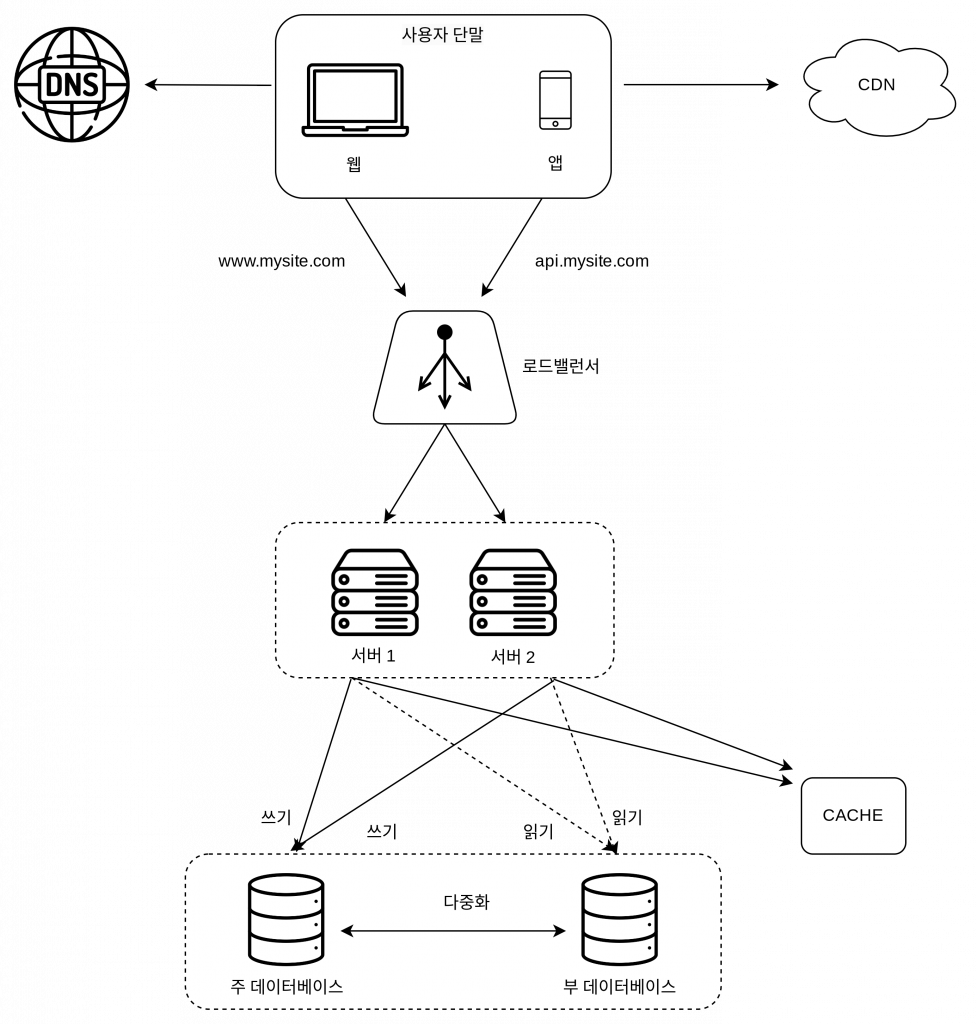 사용자 단말
DNS
CDN
웹
앱
www.mysite.com
api.mysite.com
로드밸런서
서버 1
서버 2
쓰기
쓰기
읽기
읽기
CACHE
다중화
주 데이터베이스
부 데이터베이스